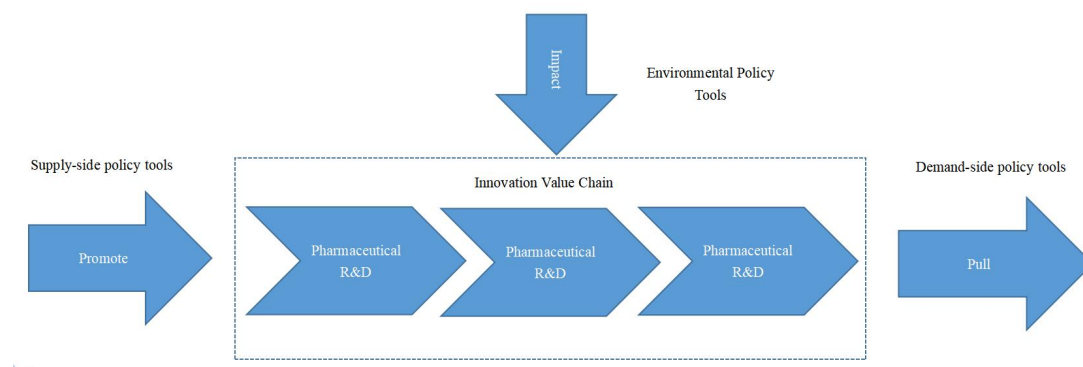 Impact
Environmental Policy
Tools
Supply-side policy tools
Demand-side policy tools
Innovation Value Chain
Promote
Pharmaceutical
R&D
Pharmaceutical
R&D
Pharmaceutical
R&D
Pull